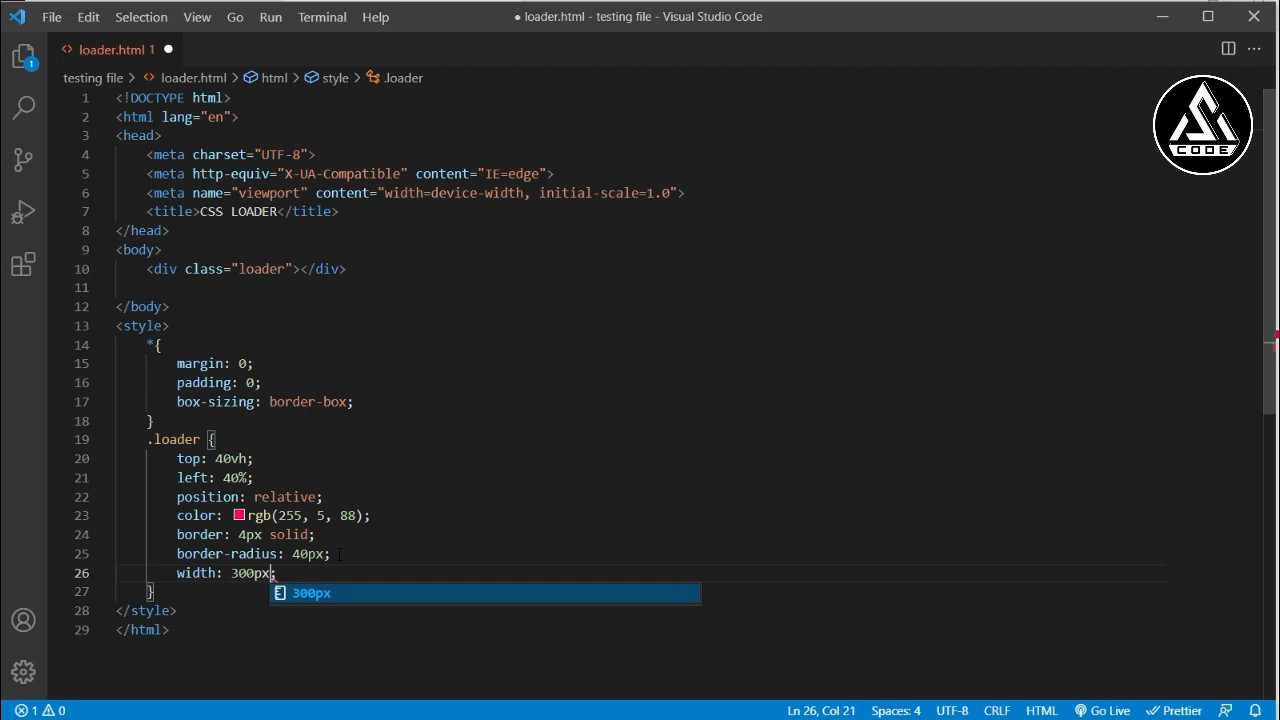 File Edit Selection View Go Run Terminal Help ● loader.html - testing file - Visual Studio Code
loader.html 1 ●
1
testing file > loader.html > html > style > .loader
1 <!DOCTYPE html>
2 <html lang="en">
3 <head>
4 <meta charset="UTF-8">
5 <meta http-equiv="X-UA-Compatible" content="IE=edge">
6 <meta name="viewport" content="width=device-width, initial-scale=1.0">
7 <title>CSS LOADER</title>
8 </head>
9 <body>
10 <div class="loader"></div>
11
12 </body>
13 <style>
14 *{
15 margin: 0;
16 padding: 0;
17 box-sizing: border-box;
18 }
19 .loader {
20 top: 40vh;
21 left: 40%;
22 position: relative;
23 color: rgb(255, 5, 88);
24 border: 4px solid;
25 border-radius: 40px;
26 width: 300px;
27 }
300px
28 </style>
29 </html>
CODE
1 0 Ln 26, Col 21 Spaces: 4 UTF-8 CRLF HTML Go Live Prettier